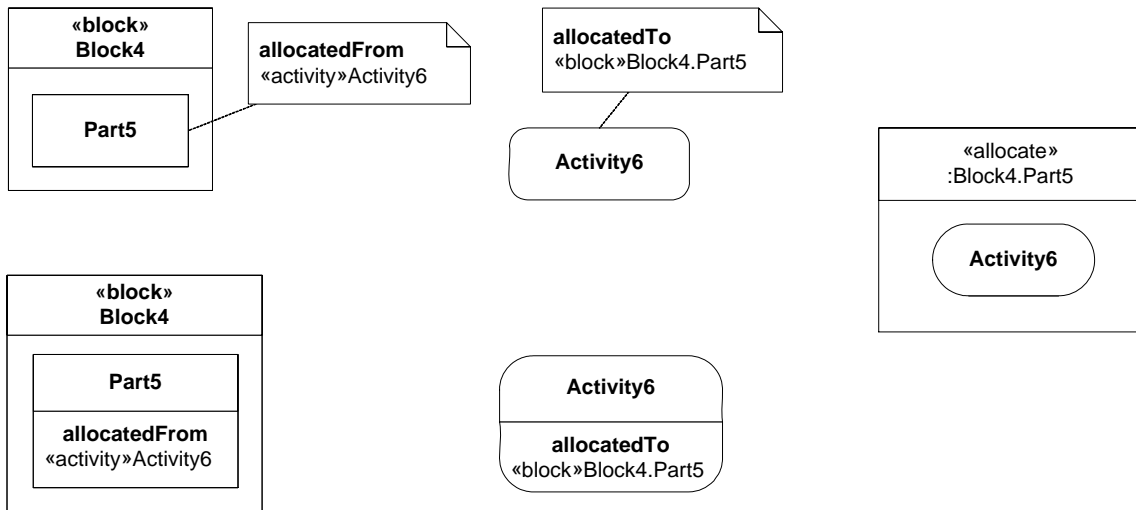 «block»
Block4
Part5
allocatedFrom
«activity»Activity6
allocatedTo
«block»Block4.Part5
Activity6
«allocate»
:Block4.Part5
Activity6
«block»
Block4
Part5
allocatedFrom
«activity»Activity6
Activity6
allocatedTo
«block»Block4.Part5